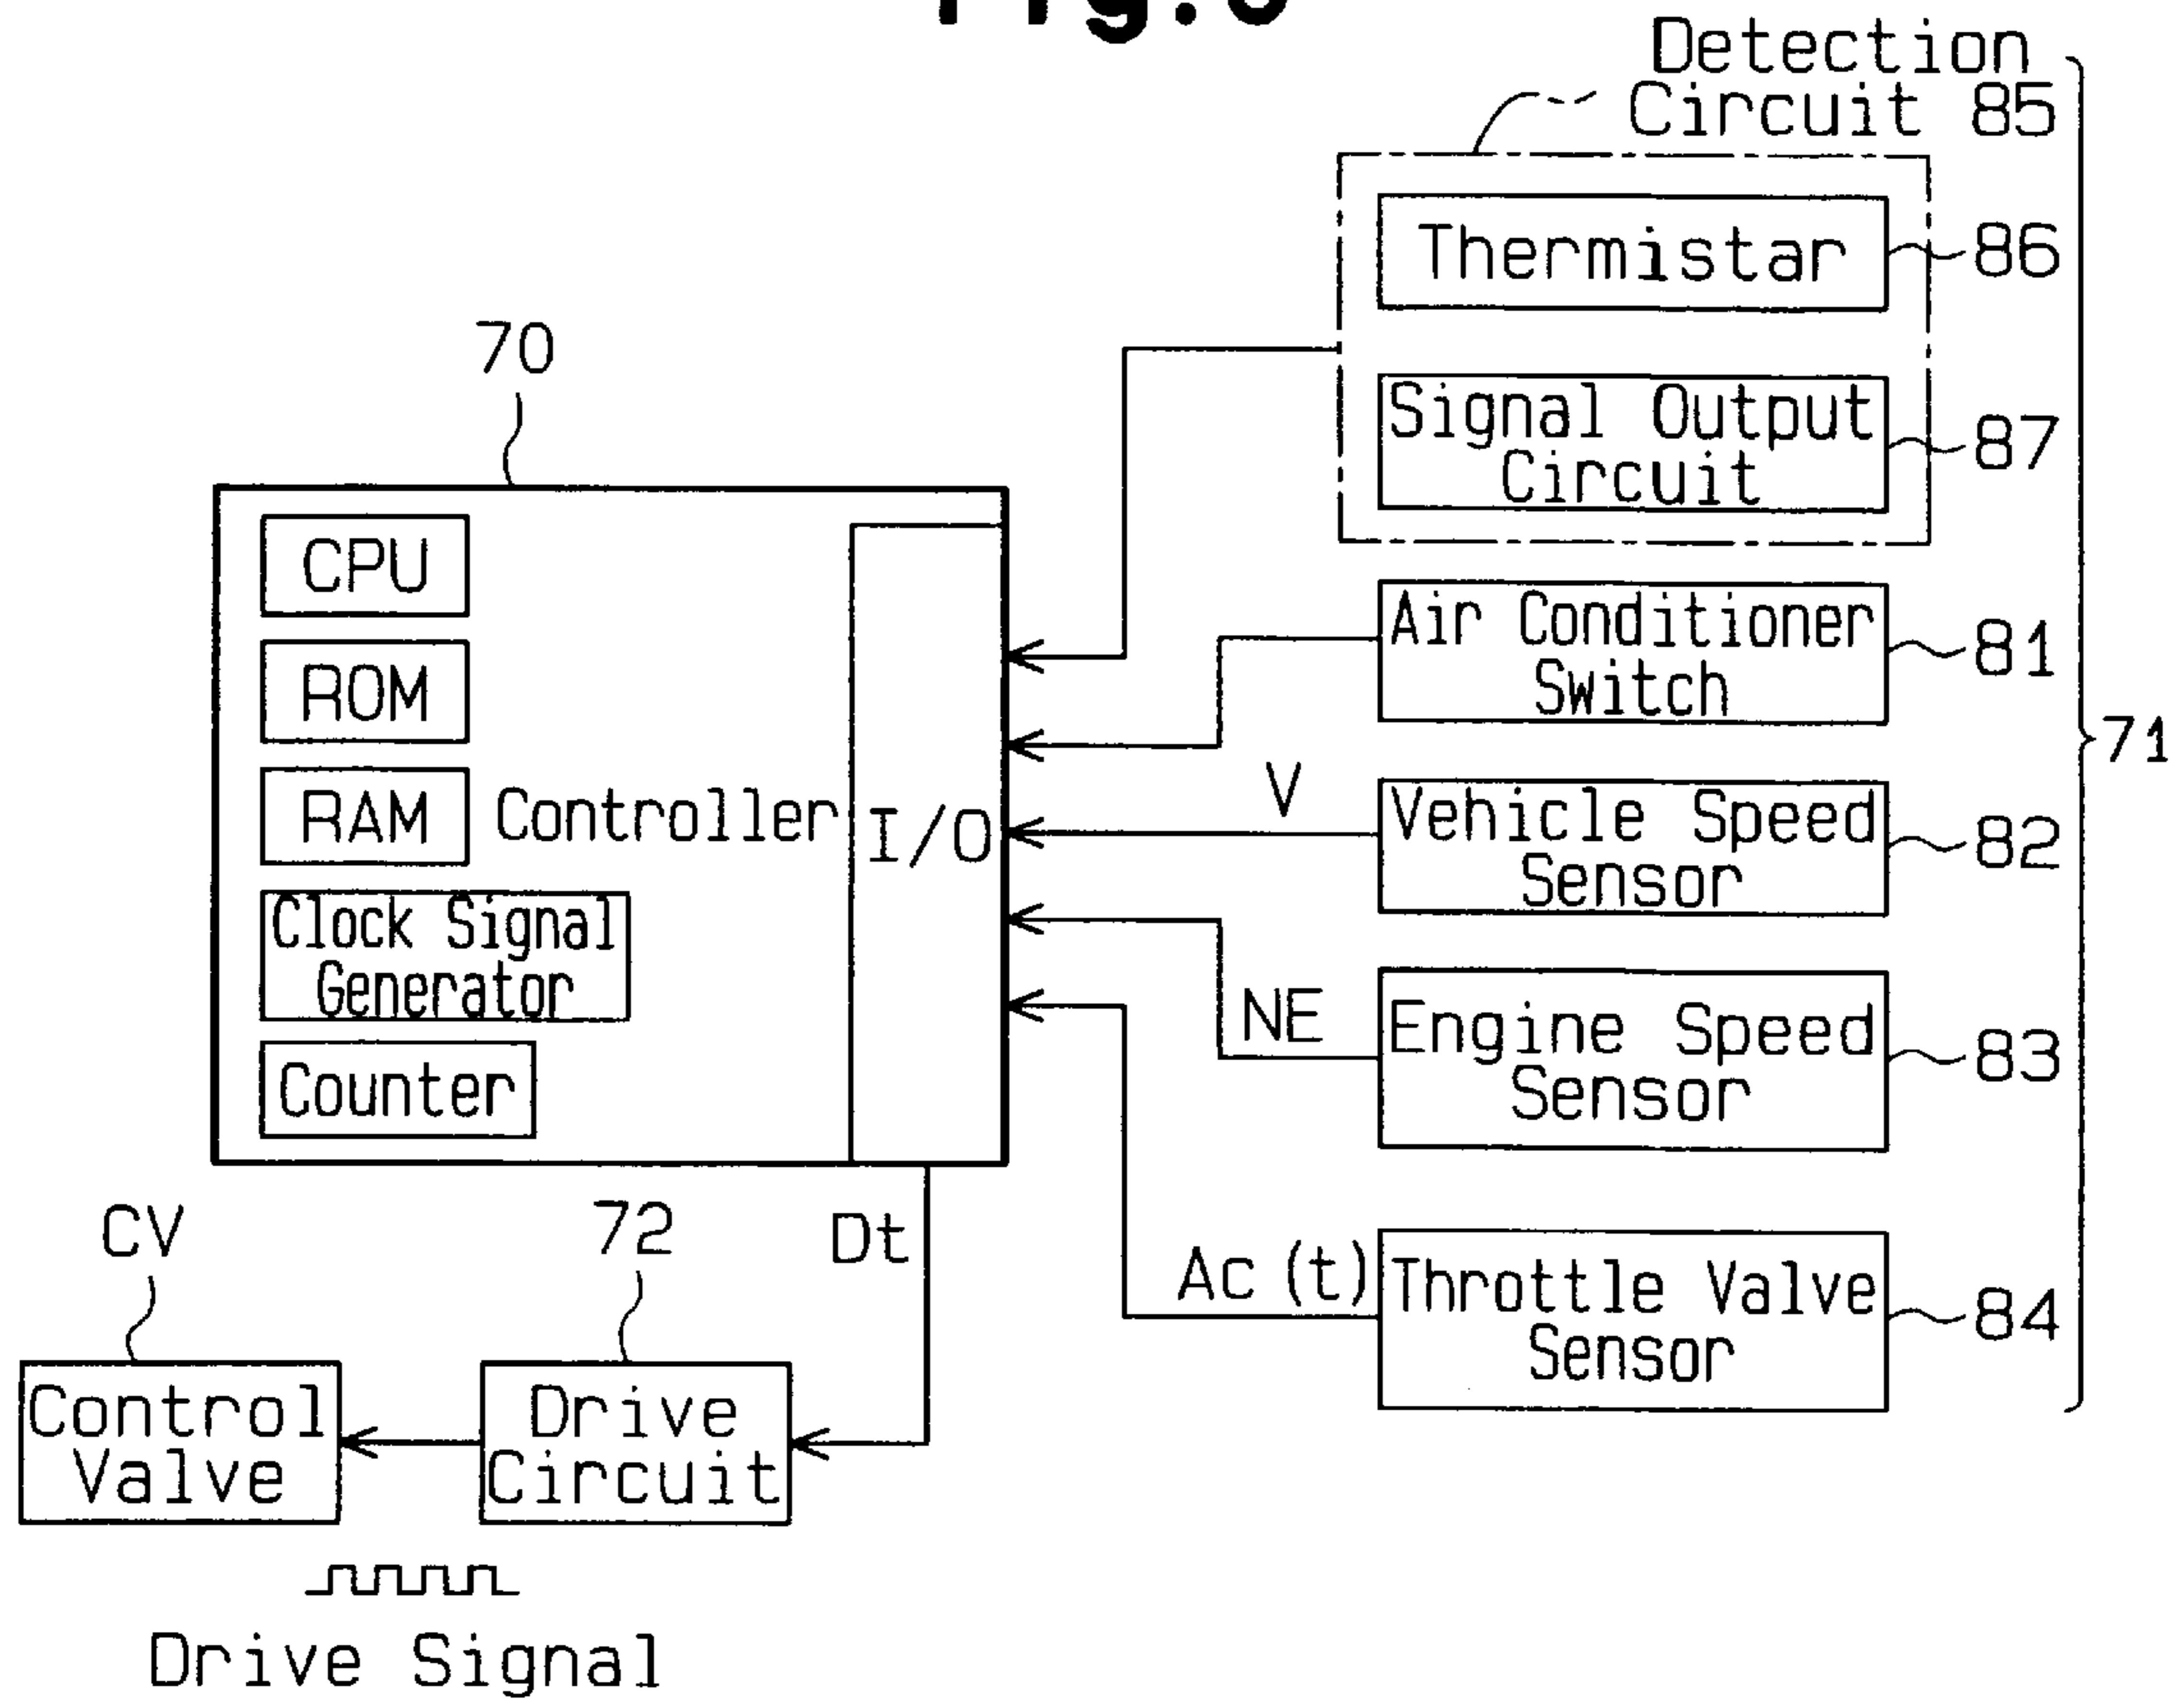 Detection
Circuit 85
Thermistar
86
Signal Output
Circuit
87
70
CPU
ROM
RAM
Controller
I/O
Clock Signal
Generator
Counter
Air Conditioner
Switch
81
71
V
Vehicle Speed
Sensor
82
NE
Engine Speed
Sensor
83
Ac (t)
Throttle Valve
Sensor
84
CV
72
Dt
Control
Valve
Drive
Circuit
Drive Signal